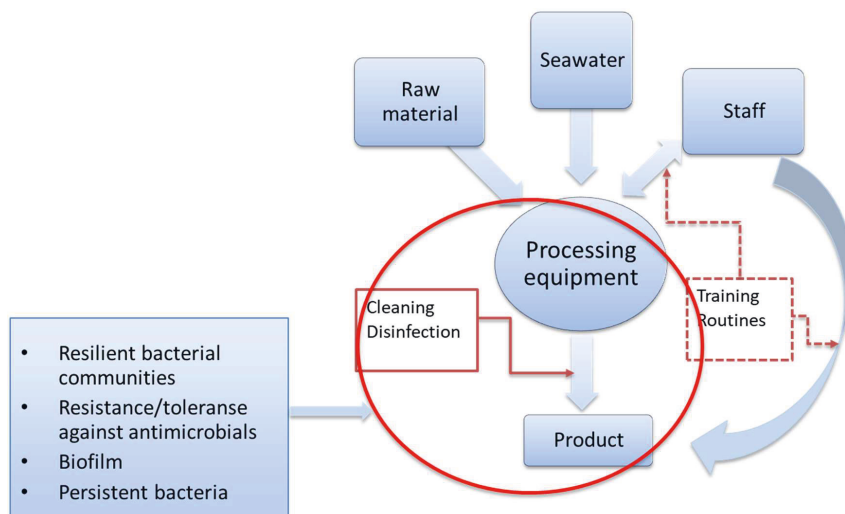 Seawater
Raw
material
Staff
Processing
equipment
Cleaning
Disinfection
Training
Routines
• Resilient bacterial
communities
• Resistance/toleranse
against antimicrobials
• Biofilm
• Persistent bacteria
Product